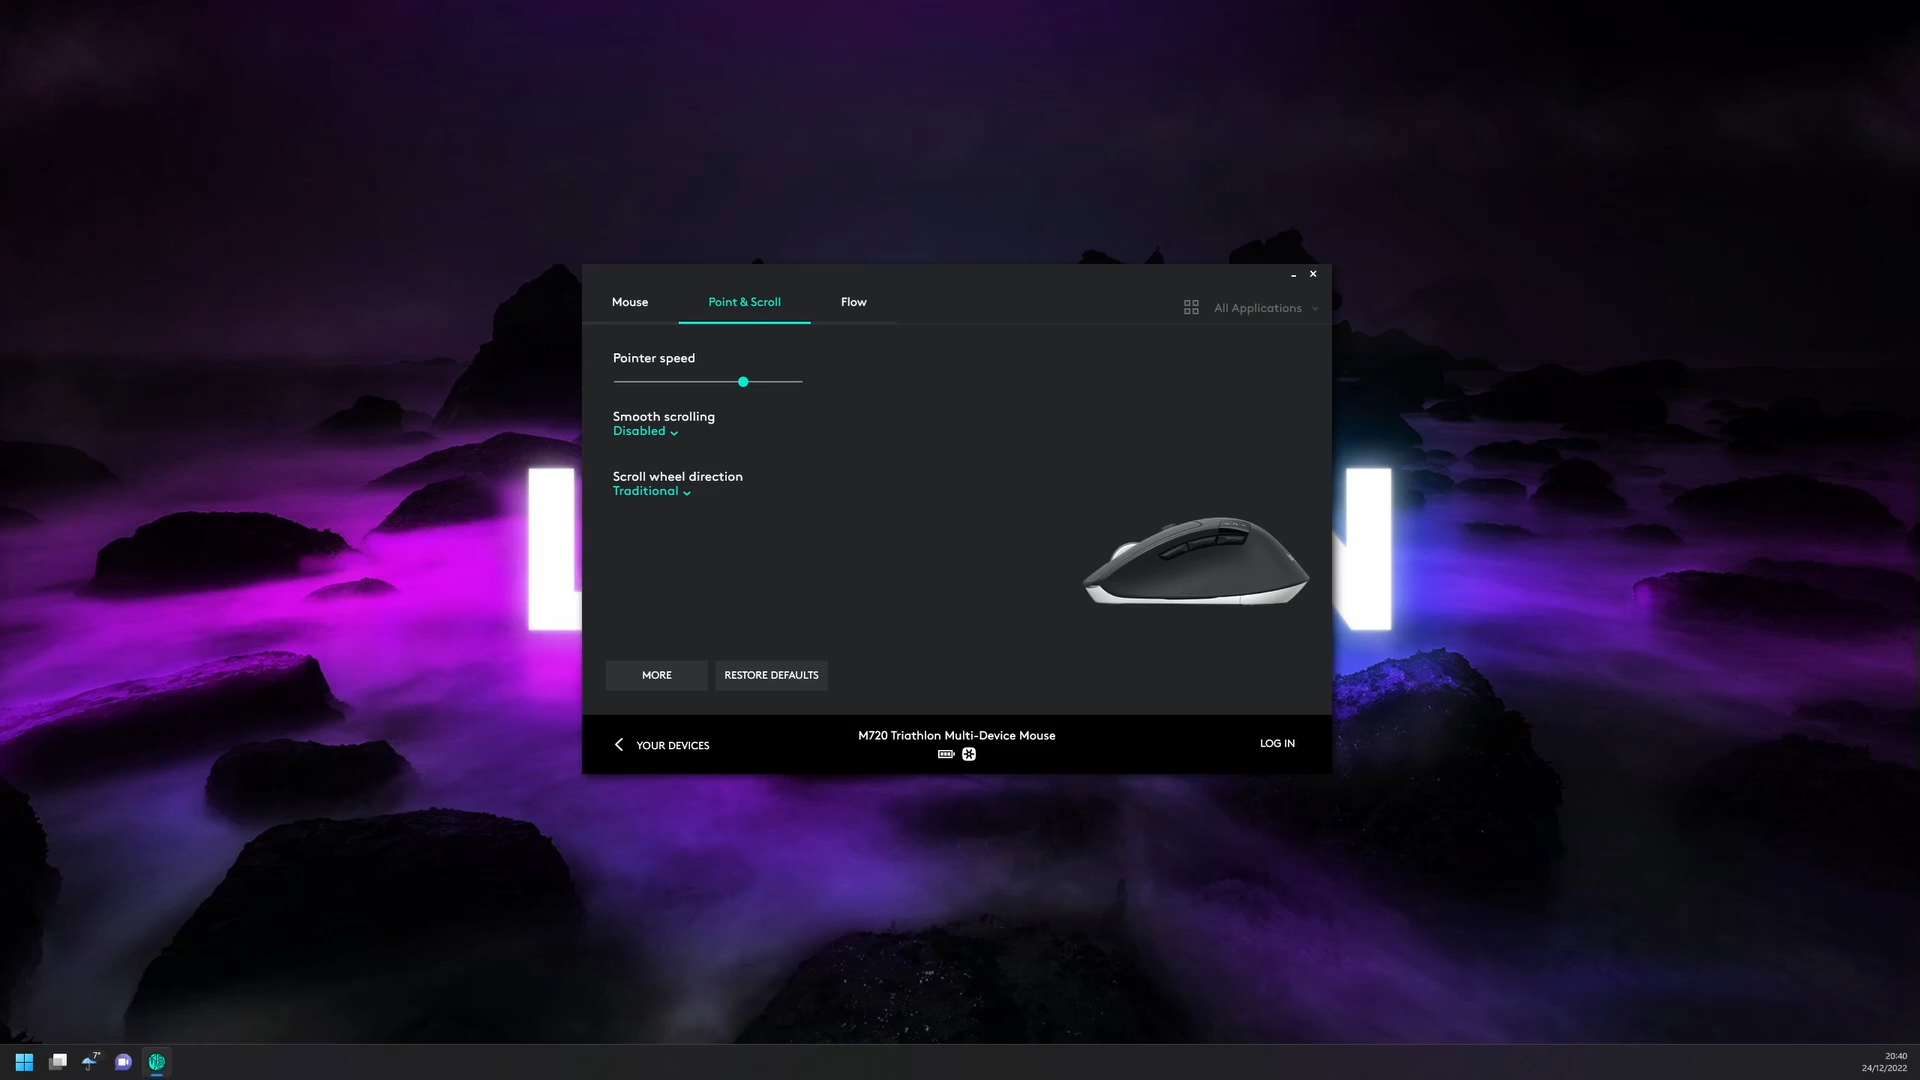 Mouse
Point & Scroll
Flow
All Applications
Pointer speed
Smooth scrolling
Disabled
Scroll wheel direction
Traditional
MORE
RESTORE DEFAULTS
YOUR DEVICES
M720 Triathlon Multi-Device Mouse
LOG IN
7°
20:40
24/12/2022